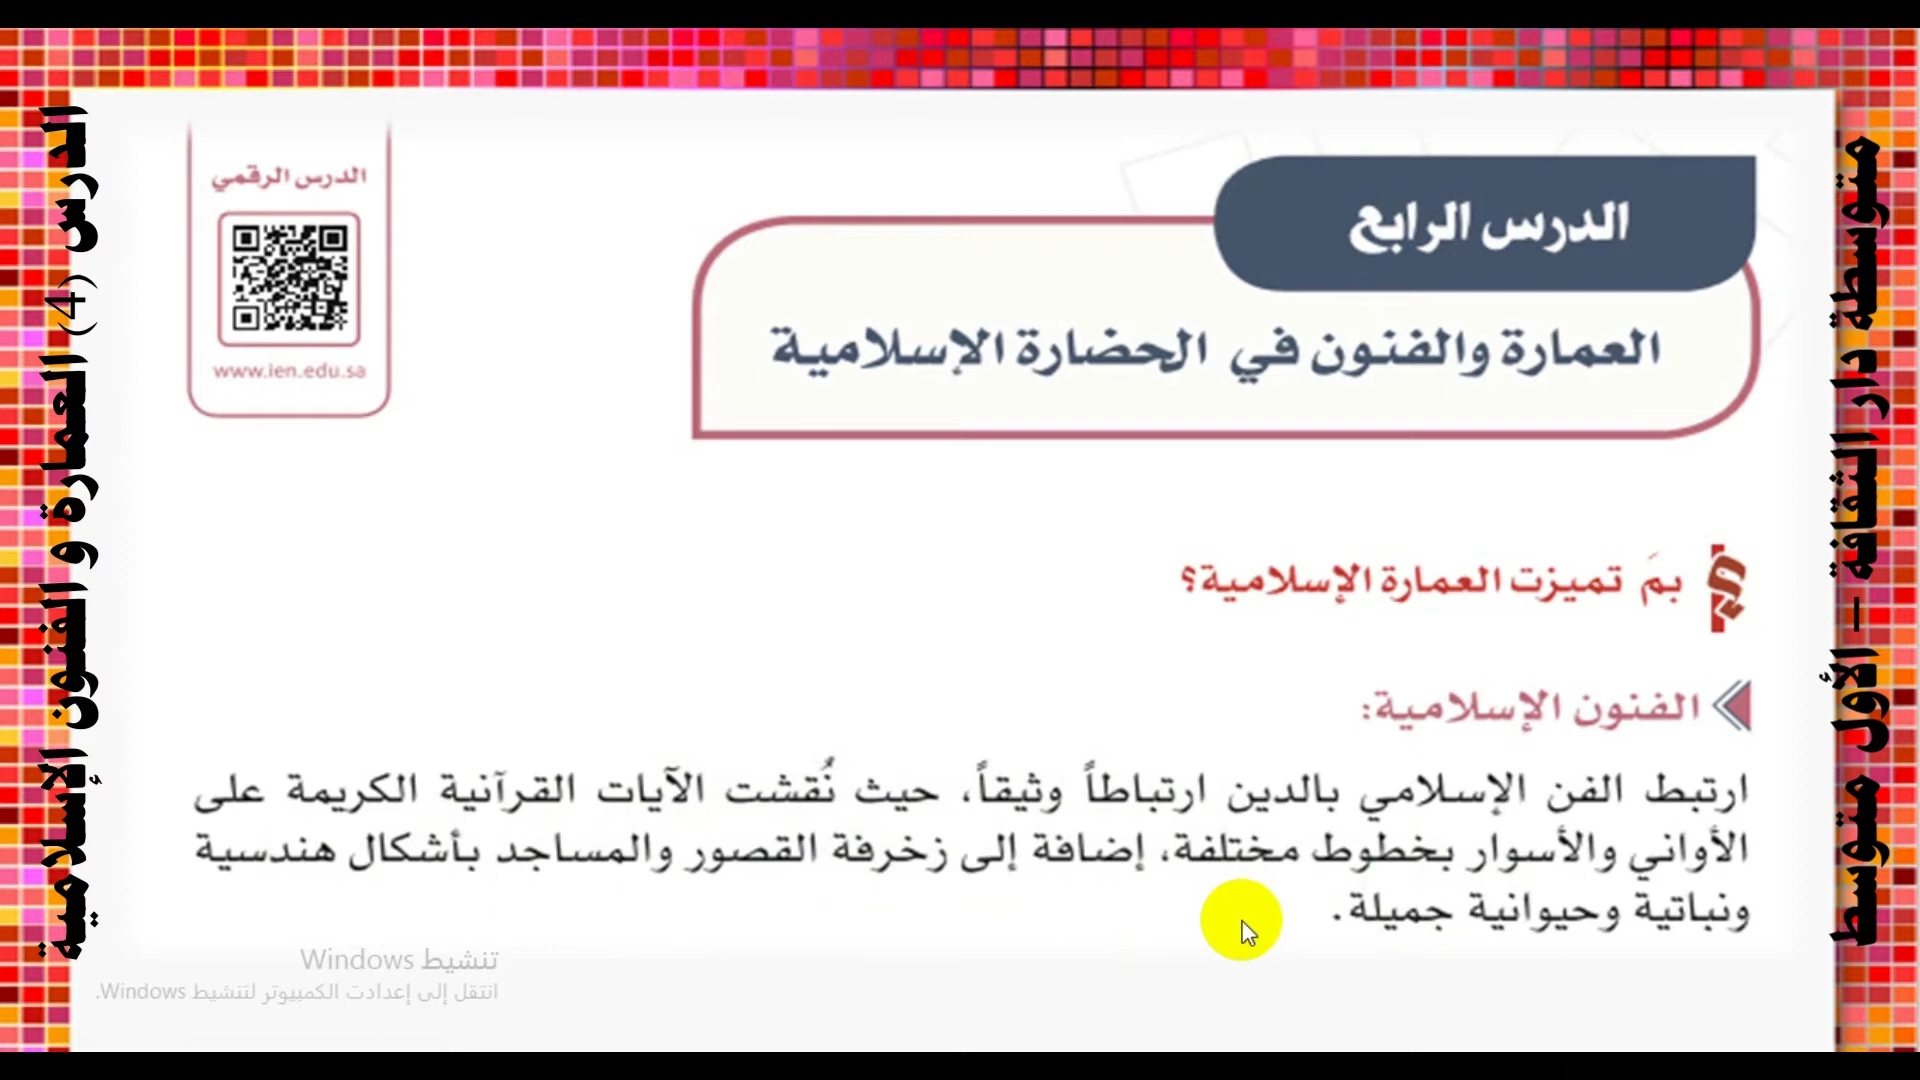 متوسطة دار الثقافة – الأول متوسط
الدرس الرابع
العمارة والفنون في الحضارة الإسلامية
الدرس الرقمي
www.ien.edu.sa
بمَ تميزت العمارة الإسلامية؟
الفنون الإسلامية:
ارتبط الفن الإسلامي بالدين ارتباطاً وثيقاً، حيث نُقشت الآيات القرآنية الكريمة على
الأواني والأسوار بخطوط مختلفة، إضافة إلى زخرفة القصور والمساجد بأشكال هندسية
ونباتية وحيوانية جميلة.
الدرس (4) العمارة و الفنون الإسلامية
تنشيط Windows
انتقل إلى إعدادت الكمبيوتر لتنشيط Windows.